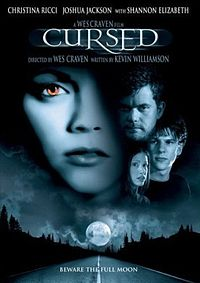 CHRISTINA RICCI JOSHUA JACKSON WITH SHANNON ELIZABETH
A WES CRAVEN FILM
CURSED
DIRECTED BY WES CRAVEN WRITTEN BY KEVIN WILLIAMSON
BEWARE THE FULL MOON